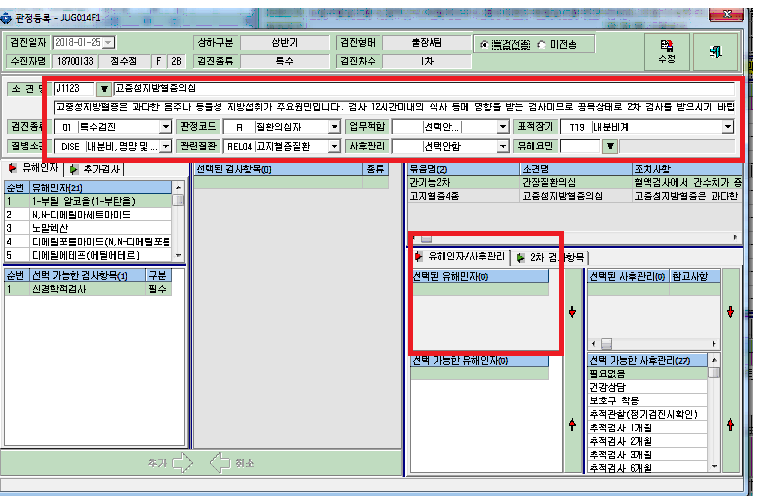 판정등록 - JUG014F1
검진일자 2018-01-25 상하구분 상반기 검진형태 출장A팀 미전송 수정
수진자명 18700133 정수정 F 28 검진종류 특수 검진차수 1차
소 견 명 J1123 고중성지방혈증의심
고중성지방혈증은 과다한 음주나 동물성 지방섭취가 주요원인입니다. 검사 12시간미내의 식사 등에 영향을 받는 검사이므로 공복상태로 2차 검사를 받으시기 바랍
검진종류 01 특수검진 판정코드 A 질환의심자 업무적합 선택안... 표적장기 T19 내분비계
질병소견 DISE 내분비, 영양 및 ... 관련질환 REL04 고지혈증질환 사후관리 선택안함 유해요인
유해인자 추가검사 선택된 검사항목(0) 종류 묶음명(2) 소견명 조치사항
순번 유해인자(21) 간기능2차 간장질환의심 혈액검사에서 간수치가 증
1 1-부틸 알코올(1-부탄올) 고지혈증4종 고중성지방혈증의심 고중성지방혈증은 과다한
2 N,N-디메틸아세트아미드
3 노말헥산
4 디메틸포름아미드(N,N-디메틸포름
5 디에틸에테르(에틸에테르)
유해인자/사후관리 2차 검사항목
순번 선택 가능한 검사항목(1) 구분 선택된 유해인자(0) 선택된 사후관리(0) 참고사항
1 신경학적검사 필수
선택 가능한 유해인자(0) 선택 가능한 사후관리(27)
필요없음
건강상담
보호구 착용
추적관찰(정기검진시확인)
추적검사 1개월
추적검사 2개월
추적검사 3개월
추적검사 6개월
추가 취소